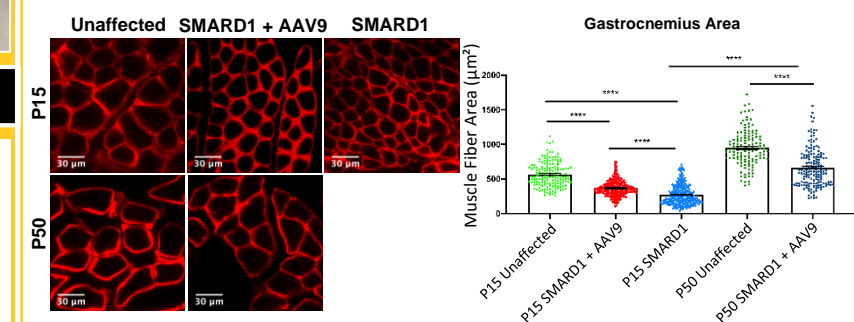 Unaffected SMARD1 + AAV9 SMARD1
P15
30 µm
30 µm
30 µm
P50
30 µm
30 µm
Gastrocnemius Area
Muscle Fiber Area (µm²)
2000
1500
1000
500
0
****
****
****
****
****
P15 Unaffected
P15 SMARD1 + AAV9
P15 SMARD1
P50 Unaffected
P50 SMARD1 + AAV9